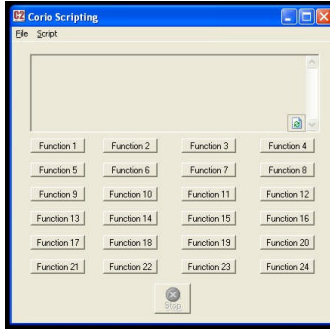 C2 Corio Scripting
File Script
Function 1 Function 2 Function 3 Function 4
Function 5 Function 6 Function 7 Function 8
Function 9 Function 10 Function 11 Function 12
Function 13 Function 14 Function 15 Function 16
Function 17 Function 18 Function 19 Function 20
Function 21 Function 22 Function 23 Function 24
Stop